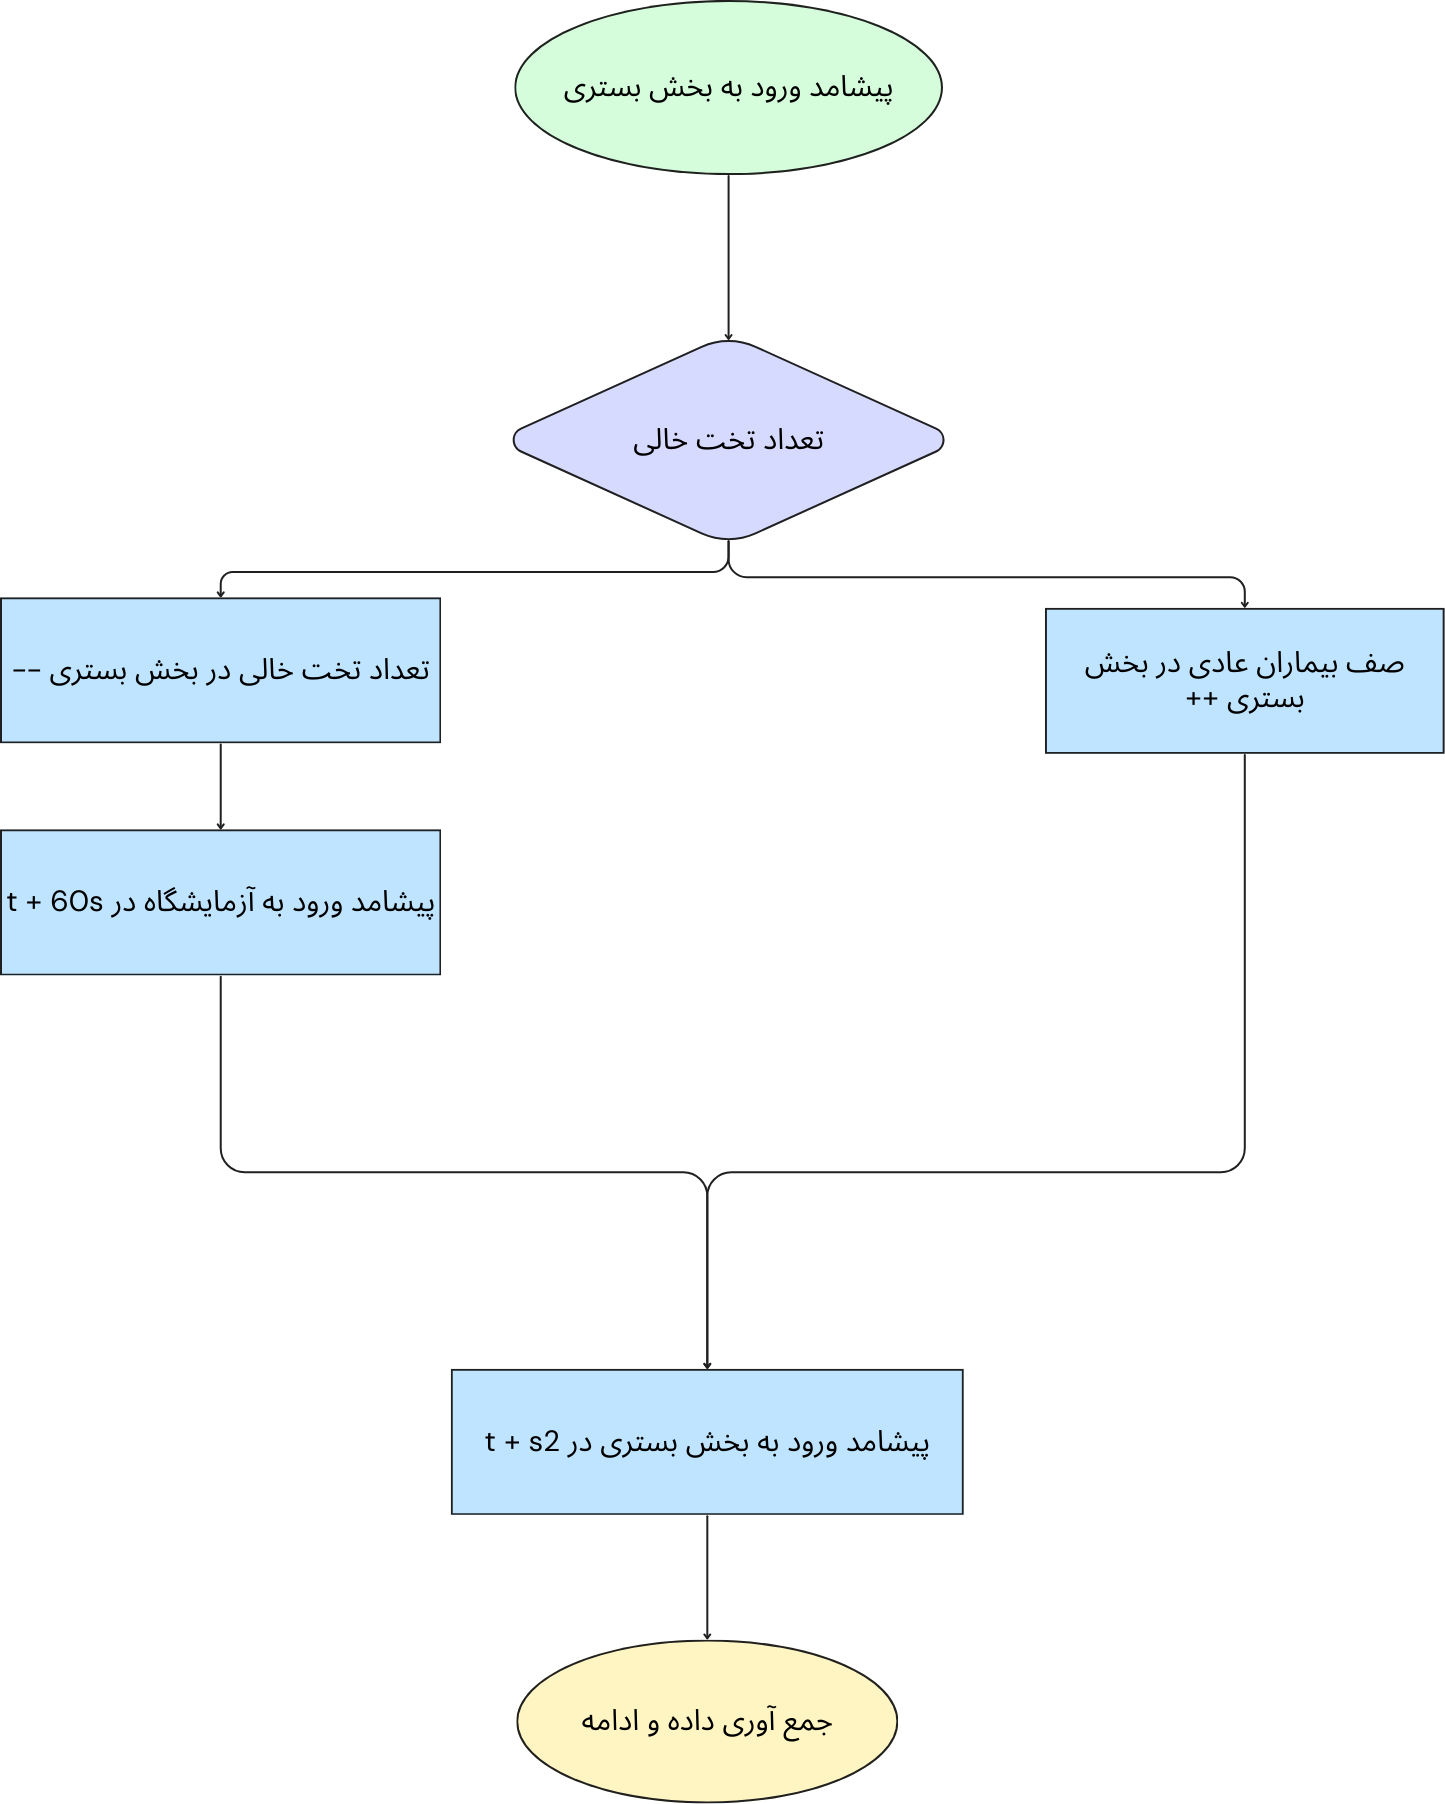 پیشامد ورود به بخش بستری
تعداد تخت خالی
تعداد تخت خالی در بخش بستری --
صف بیماران عادی در بخش
بستری ++
پیشامد ورود به آزمایشگاه در t + 60s
پیشامد ورود به بخش بستری در t + s2
جمع آوری داده و ادامه